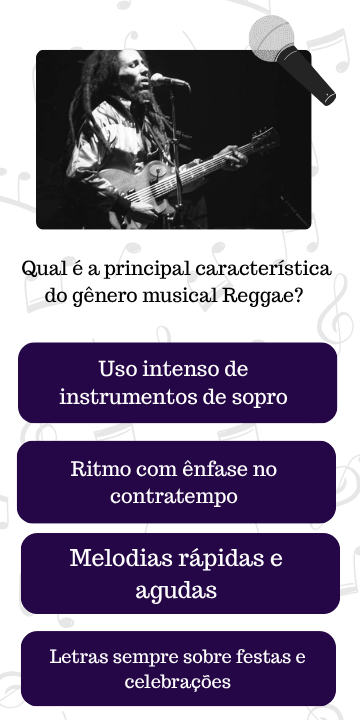 Qual é a principal característica
do gênero musical Reggae?
Uso intenso de
instrumentos de sopro
Ritmo com ênfase no
contratempo
Melodias rápidas e
agudas
Letras sempre sobre festas e
celebrações